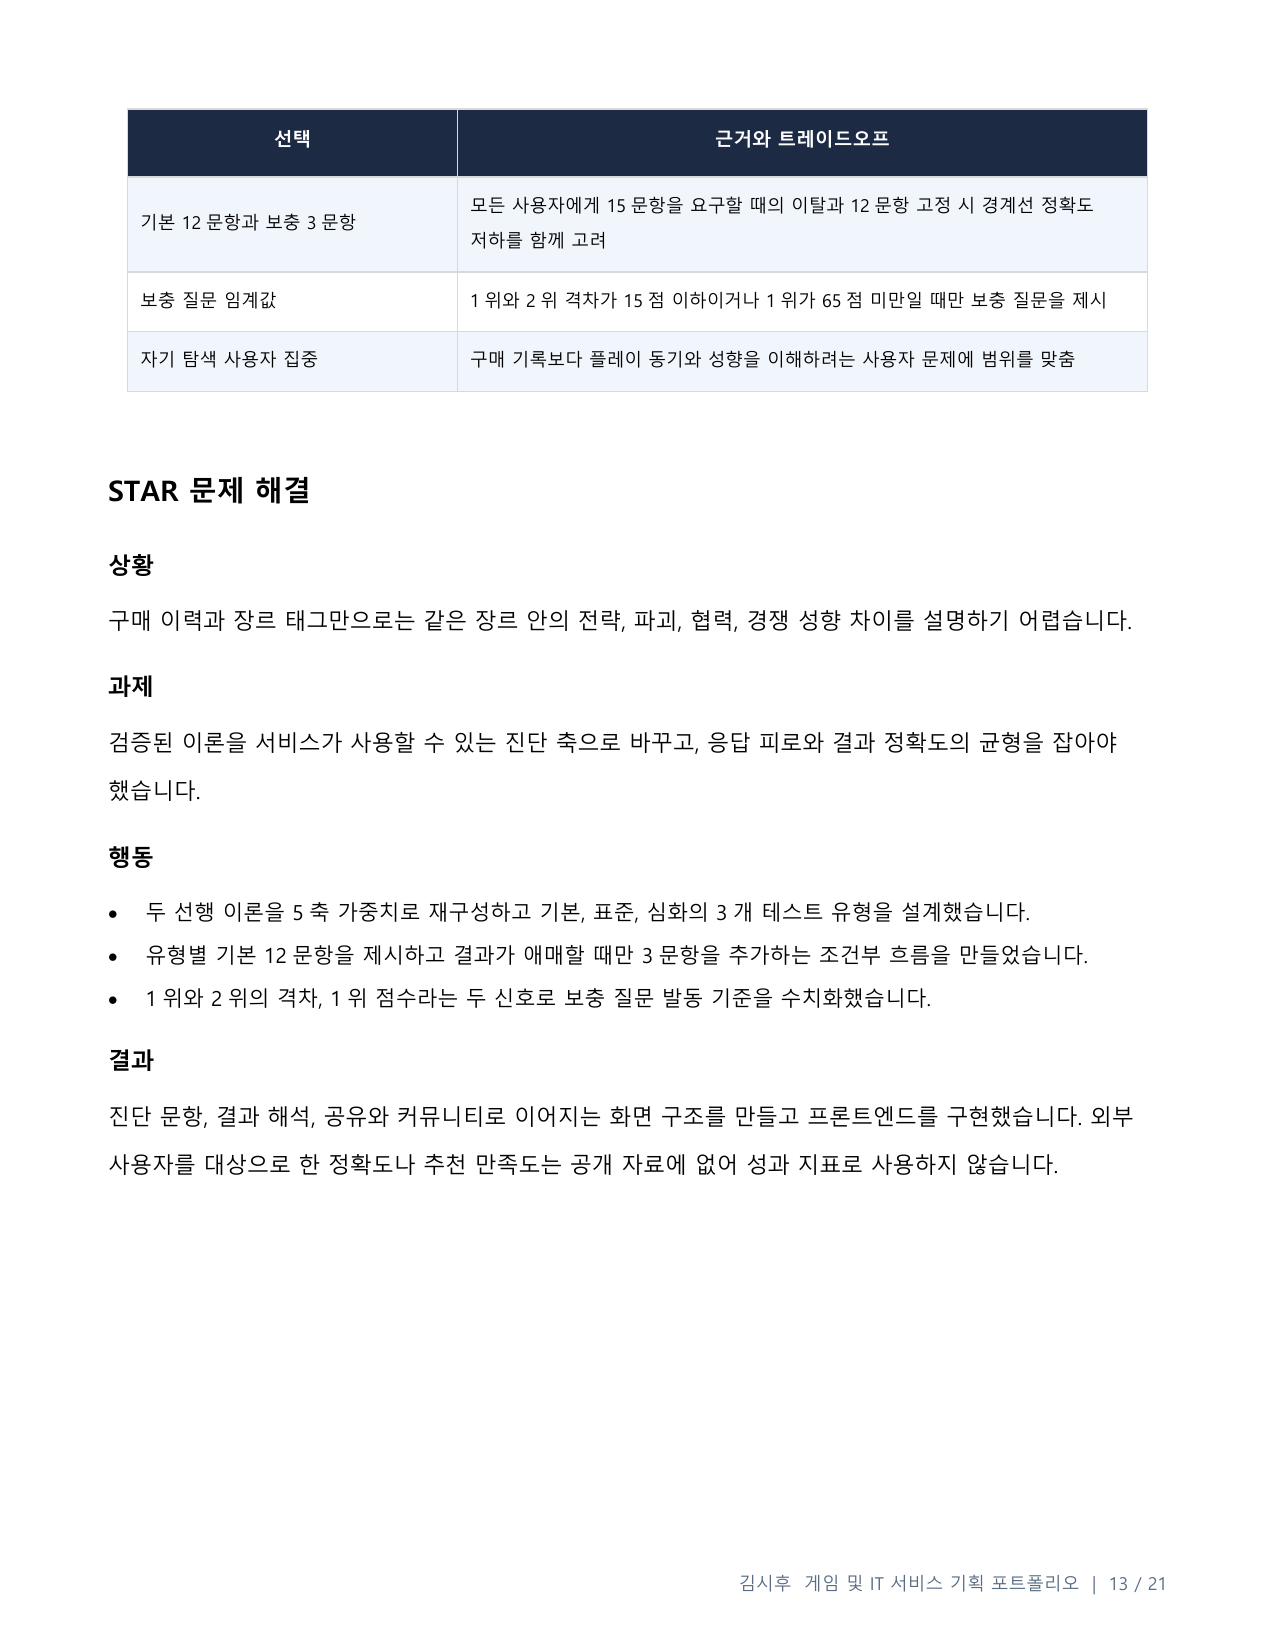 선택
근거와 트레이드오프
기본 12 문항과 보충 3 문항
모든 사용자에게 15 문항을 요구할 때의 이탈과 12 문항 고정 시 경계선 정확도
저하를 함께 고려
보충 질문 임계값
1 위와 2 위 격차가 15 점 이하이거나 1 위가 65 점 미만일 때만 보충 질문을 제시
자기 탐색 사용자 집중
구매 기록보다 플레이 동기와 성향을 이해하려는 사용자 문제에 범위를 맞춤
STAR 문제 해결
상황
구매 이력과 장르 태그만으로는 같은 장르 안의 전략, 파괴, 협력, 경쟁 성향 차이를 설명하기 어렵습니다.
과제
검증된 이론을 서비스가 사용할 수 있는 진단 축으로 바꾸고, 응답 피로와 결과 정확도의 균형을 잡아야
했습니다.
행동
• 두 선행 이론을 5 축 가중치로 재구성하고 기본, 표준, 심화의 3 개 테스트 유형을 설계했습니다.
• 유형별 기본 12 문항을 제시하고 결과가 애매할 때만 3 문항을 추가하는 조건부 흐름을 만들었습니다.
• 1 위와 2 위의 격차, 1 위 점수라는 두 신호로 보충 질문 발동 기준을 수치화했습니다.
결과
진단 문항, 결과 해석, 공유와 커뮤니티로 이어지는 화면 구조를 만들고 프론트엔드를 구현했습니다. 외부
사용자를 대상으로 한 정확도나 추천 만족도는 공개 자료에 없어 성과 지표로 사용하지 않습니다.
김시후 게임 및 IT 서비스 기획 포트폴리오 | 13 / 21